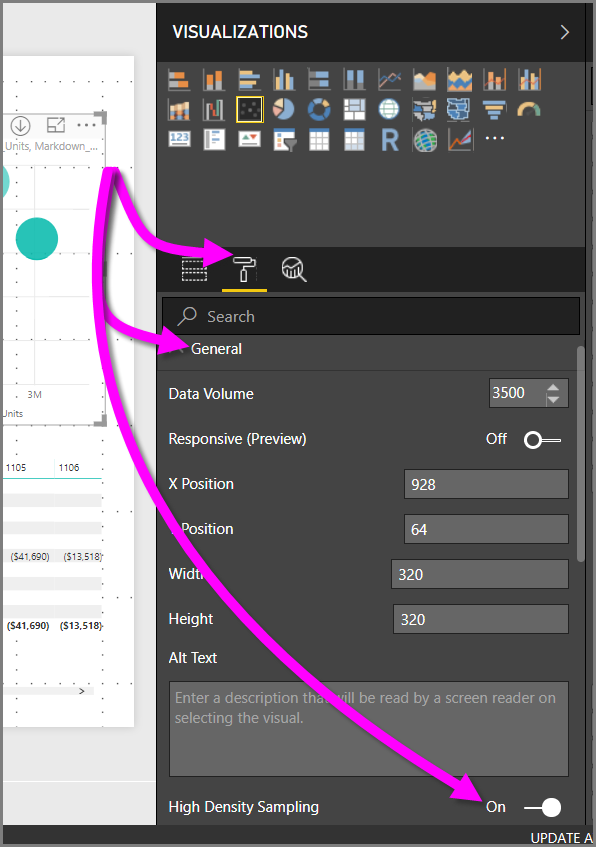 VISUALIZATIONS
Units, Markdown_...
123
R
Search
General
3M
Units
Data Volume
3500
Responsive (Preview)
Off
X Position
928
Position
64
1105 1106
Width
320
Height
320
($41,690) ($13,518)
($41,690) ($13,518)
Alt Text
Enter a description that will be read by a screen reader on
selecting the visual.
High Density Sampling
On
UPDATE A